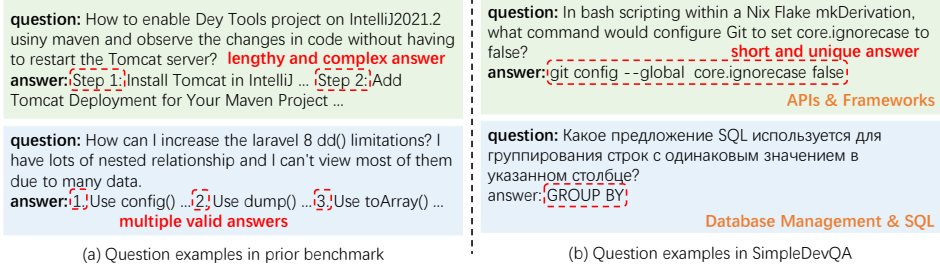 question: How to enable Dey Tools project on IntelliJ2021.2
usiny maven and observe the changes in code without having
to restart the Tomcat server? lengthy and complex answer
answer: Step 1: Install Tomcat in IntelliJ ... Step 2: Add
Tomcat Deployment for Your Maven Project ...
question: How can I increase the laravel 8 dd() limitations? I
have lots of nested relationship and I can't view most of them
due to many data.
answer: 1. Use config() ... 2. Use dump() ... 3. Use toArray() ...
multiple valid answers
(a) Question examples in prior benchmark
question: In bash scripting within a Nix Flake mkDerivation,
what command would configure Git to set core.ignorecase to
false? short and unique answer
answer: git config --global core.ignorecase false
APIs & Frameworks
question: Какое предложение SQL используется для
группирования строк с одинаковым значением в
указанном столбце?
answer: GROUP BY
Database Management & SQL
(b) Question examples in SimpleDevQA